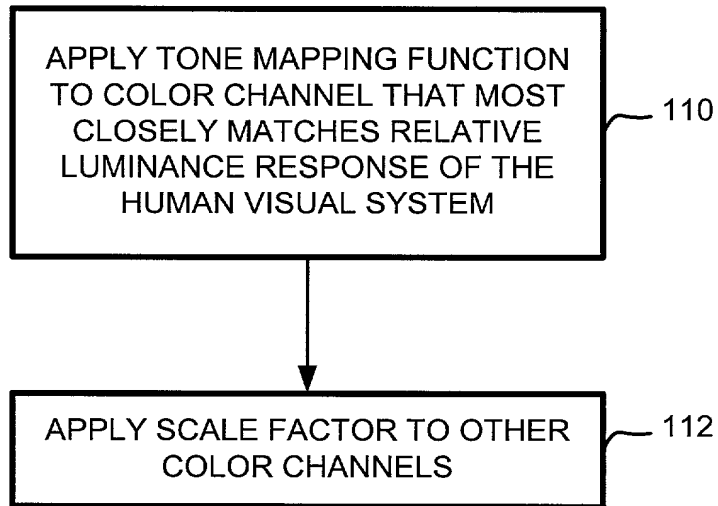 APPLY TONE MAPPING FUNCTION
TO COLOR CHANNEL THAT MOST
CLOSELY MATCHES RELATIVE
LUMINANCE RESPONSE OF THE
HUMAN VISUAL SYSTEM
110
APPLY SCALE FACTOR TO OTHER
COLOR CHANNELS
112